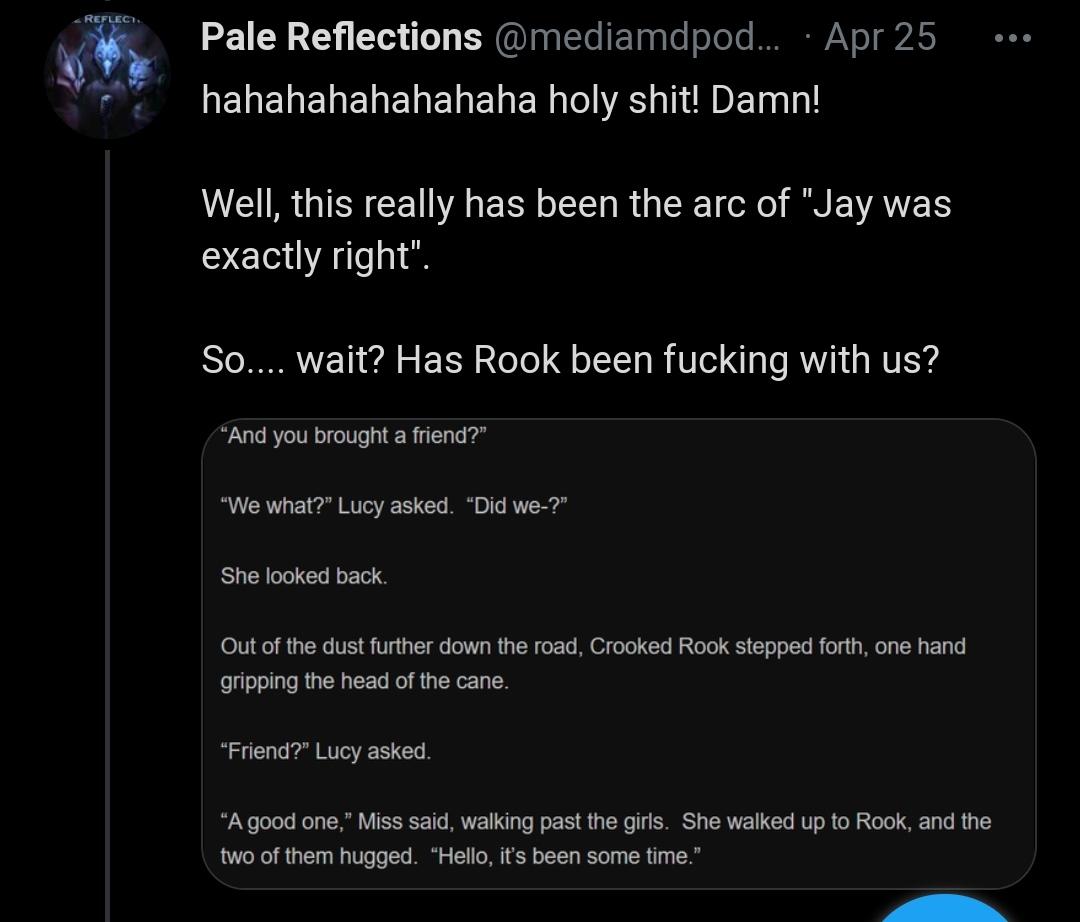 E REFLECTI
Pale Reflections @mediamdpod... · Apr 25
hahahahahahahaha holy shit! Damn!
Well, this really has been the arc of "Jay was
exactly right".
So.... wait? Has Rook been fucking with us?
“And you brought a friend?”
“We what?” Lucy asked.  “Did we-?”
She looked back.
Out of the dust further down the road, Crooked Rook stepped forth, one hand
gripping the head of the cane.
“Friend?” Lucy asked.
“A good one,” Miss said, walking past the girls.  She walked up to Rook, and the
two of them hugged.  “Hello, it’s been some time.”